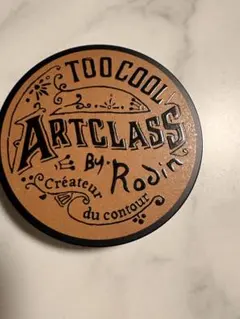 TOOCOOL
ARTCLASS
By: Rodin
Créateur
du contour